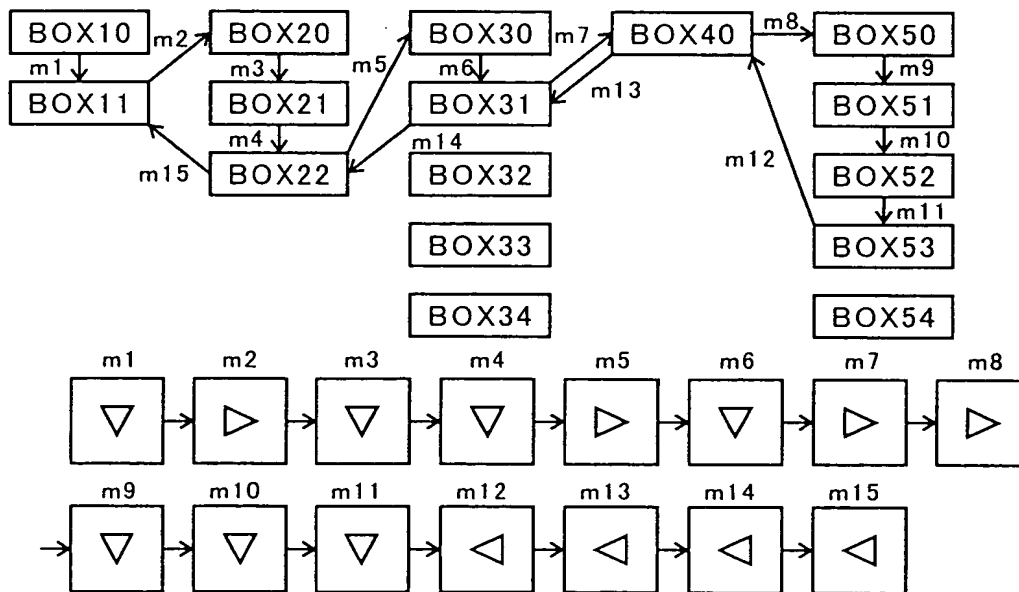 BOX10 m2 BOX20 BOX30 m7 BOX40 m8 BOX50
m1 m3 m5 m6 m9
BOX11 BOX21 BOX31 m13 BOX51
m4 m14 m10
m15 BOX22 BOX32 m12 BOX52
m11
BOX33 BOX53
BOX34 BOX54
m1 m2 m3 m4 m5 m6 m7 m8
m9 m10 m11 m12 m13 m14 m15